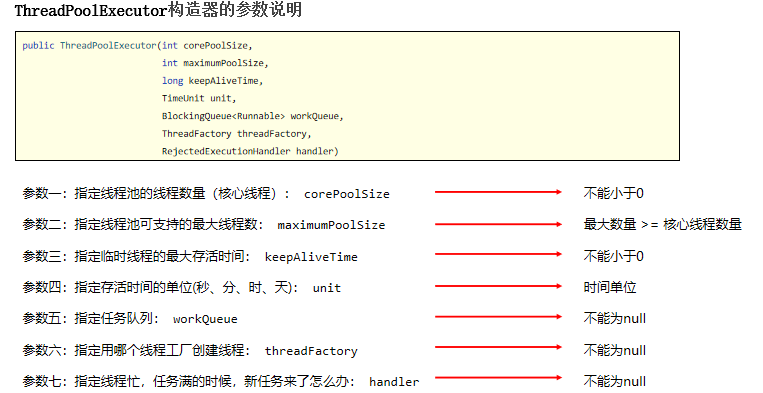 ThreadPoolExecutor构造器的参数说明
public ThreadPoolExecutor(int corePoolSize,
int maximumPoolSize,
long keepAliveTime,
TimeUnit unit,
BlockingQueue<Runnable> workQueue,
ThreadFactory threadFactory,
RejectedExecutionHandler handler)
参数一：指定线程池的线程数量（核心线程）： corePoolSize 不能小于0
参数二：指定线程池可支持的最大线程数： maximumPoolSize 最大数量 >= 核心线程数量
参数三：指定临时线程的最大存活时间： keepAliveTime 不能小于0
参数四：指定存活时间的单位(秒、分、时、天)： unit 时间单位
参数五：指定任务队列： workQueue 不能为null
参数六：指定用哪个线程工厂创建线程： threadFactory 不能为null
参数七：指定线程忙，任务满的时候，新任务来了怎么办： handler 不能为null